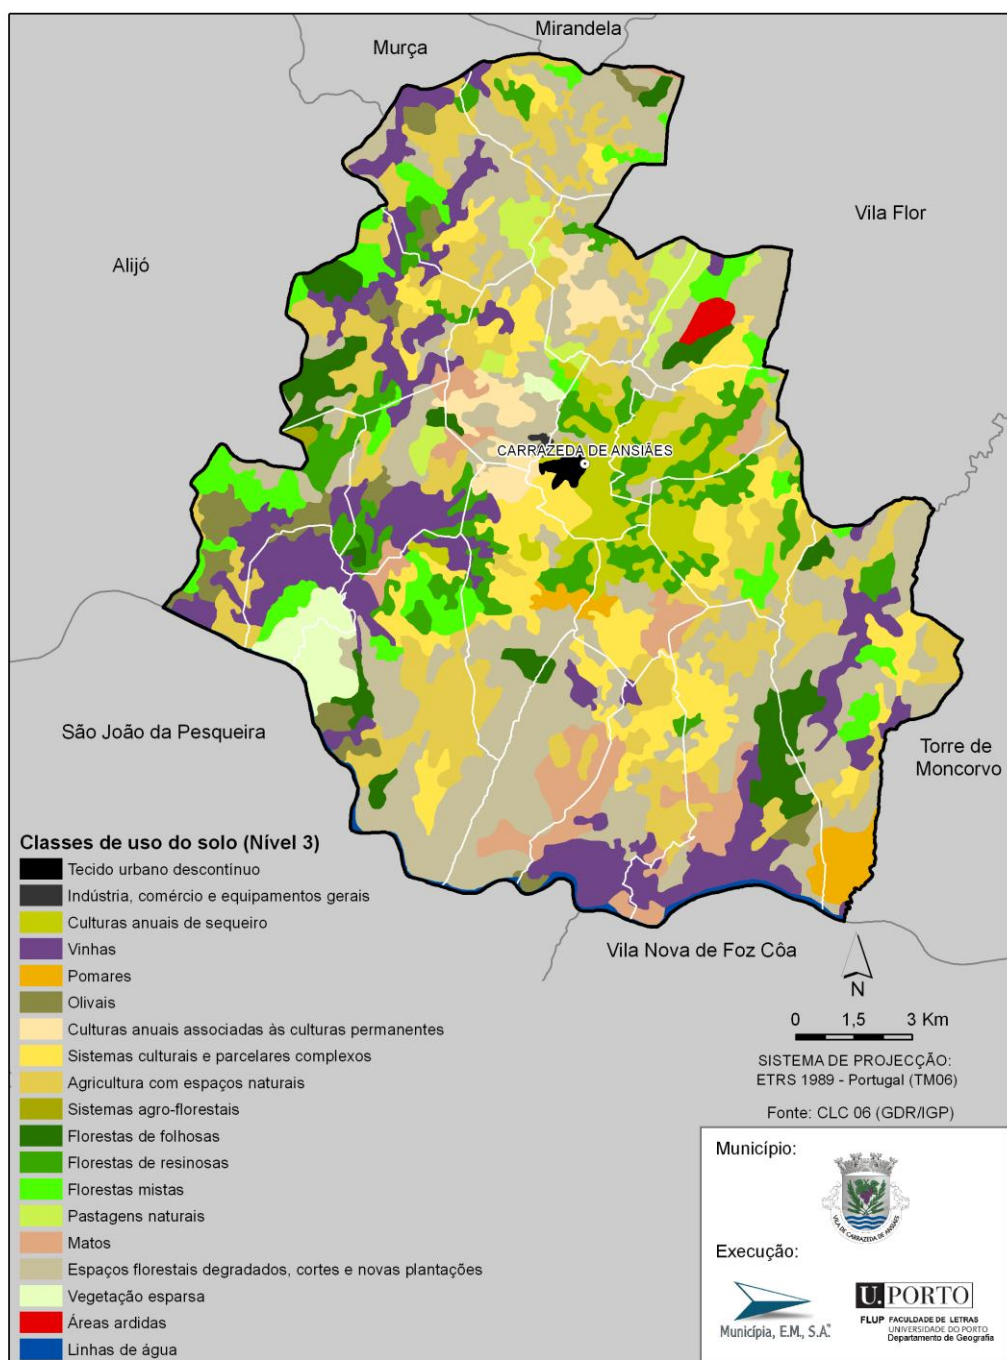 Mirandela
Murça
Vila Flor
Alijó
CARRAZEDA DE ANSIÃES
São João da Pesqueira
Torre de
Moncorvo
Vila Nova de Foz Côa
Classes de uso do solo (Nível 3)
Tecido urbano descontínuo
Indústria, comércio e equipamentos gerais
Culturas anuais de sequeiro
Vinhas
Pomares
Olivais
Culturas anuais associadas às culturas permanentes
Sistemas culturais e parcelares complexos
Agricultura com espaços naturais
Sistemas agro-florestais
Florestas de folhosas
Florestas de resinosas
Florestas mistas
Pastagens naturais
Matos
Espaços florestais degradados, cortes e novas plantações
Vegetação esparsa
Áreas ardidas
Linhas de água
N
0 1,5 3 Km
SISTEMA DE PROJECÇÃO:
ETRS 1989 - Portugal (TM06)
Fonte: CLC 06 (GDR/IGP)
Município:
VILA DE CARRAZEDA DE ANSIÃES
Execução:
Municípia, E.M., S.A.
U. PORTO
FLUP FACULDADE DE LETRAS
UNIVERSIDADE DO PORTO
Departamento de Geografia